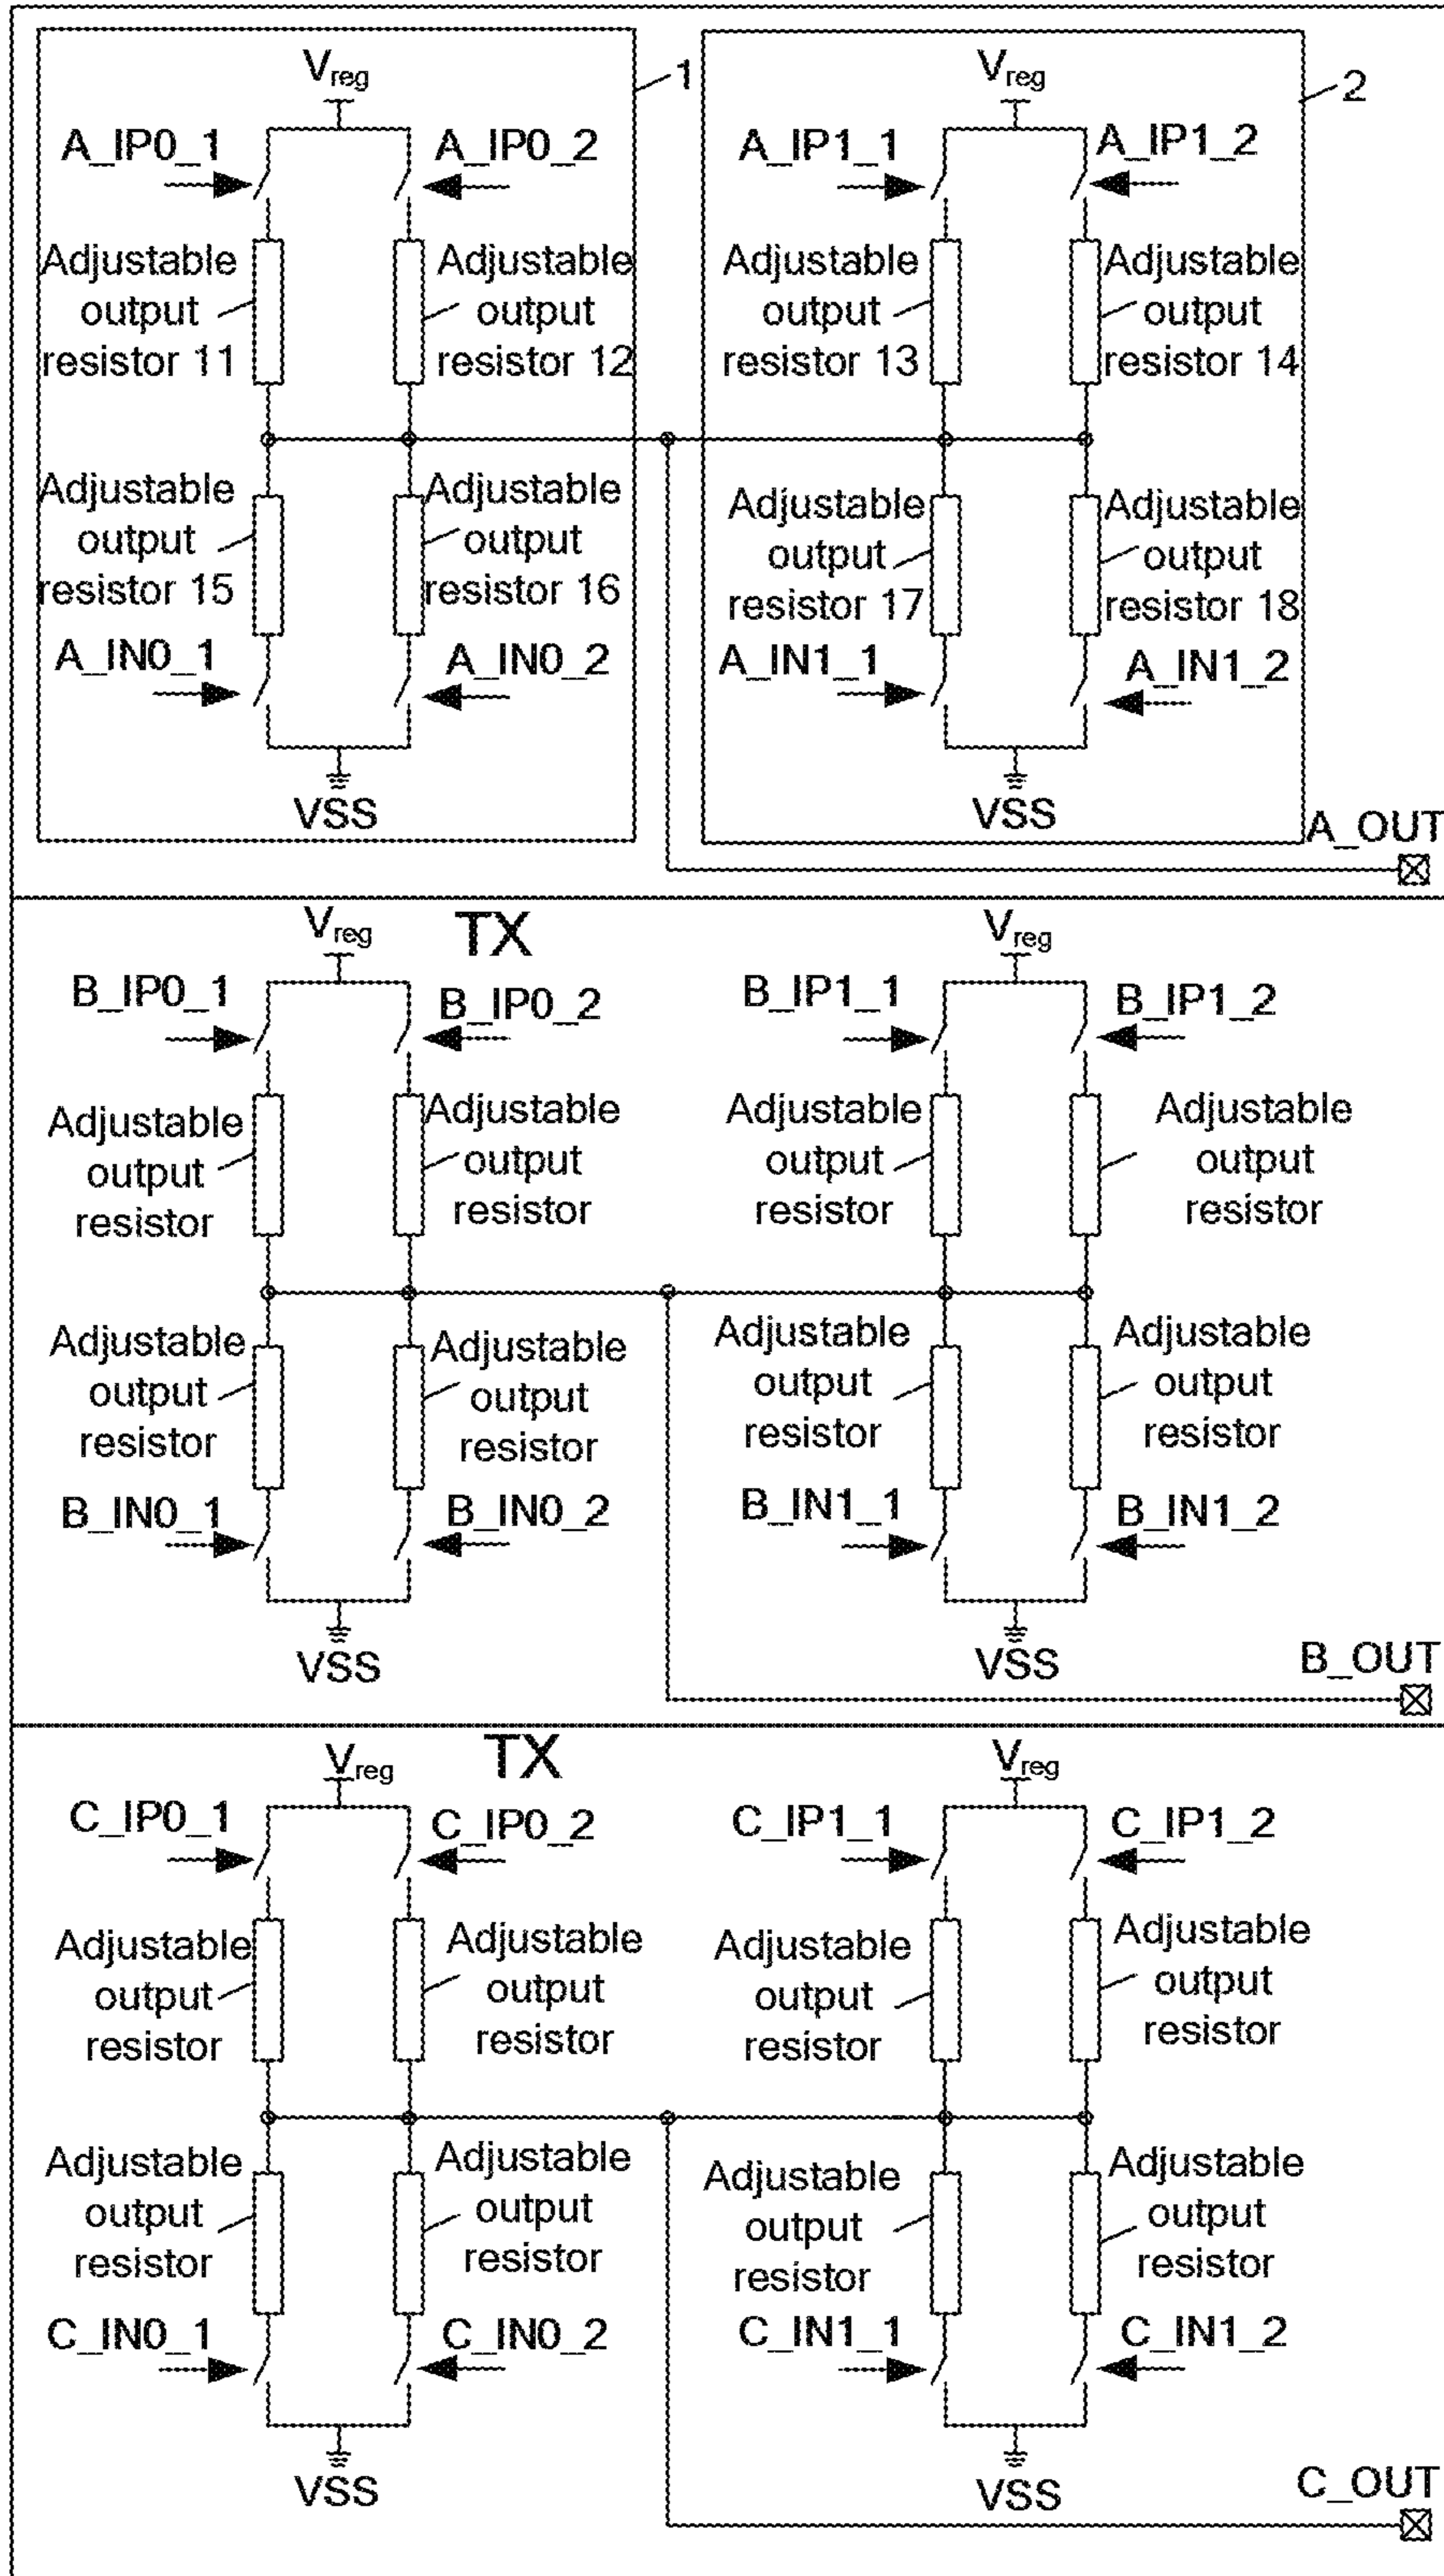 V_reg
1
V_reg
2
A_IP0_1
A_IP0_2
A_IP1_1
A_IP1_2
Adjustable
output
resistor 11
Adjustable
output
resistor 12
Adjustable
output
resistor 13
Adjustable
output
resistor 14
Adjustable
output
resistor 15
Adjustable
output
resistor 16
Adjustable
output
resistor 17
Adjustable
output
resistor 18
A_IN0_1
A_IN0_2
A_IN1_1
A_IN1_2
VSS
VSS
A_OUT
V_reg
TX
V_reg
B_IP0_1
B_IP0_2
B_IP1_1
B_IP1_2
Adjustable
output
resistor
Adjustable
output
resistor
Adjustable
output
resistor
Adjustable
output
resistor
Adjustable
output
resistor
Adjustable
output
resistor
Adjustable
output
resistor
Adjustable
output
resistor
B_IN0_1
B_IN0_2
B_IN1_1
B_IN1_2
VSS
VSS
B_OUT
V_reg
TX
V_reg
C_IP0_1
C_IP0_2
C_IP1_1
C_IP1_2
Adjustable
output
resistor
Adjustable
output
resistor
Adjustable
output
resistor
Adjustable
output
resistor
Adjustable
output
resistor
Adjustable
output
resistor
Adjustable
output
resistor
Adjustable
output
resistor
C_IN0_1
C_IN0_2
C_IN1_1
C_IN1_2
VSS
VSS
C_OUT